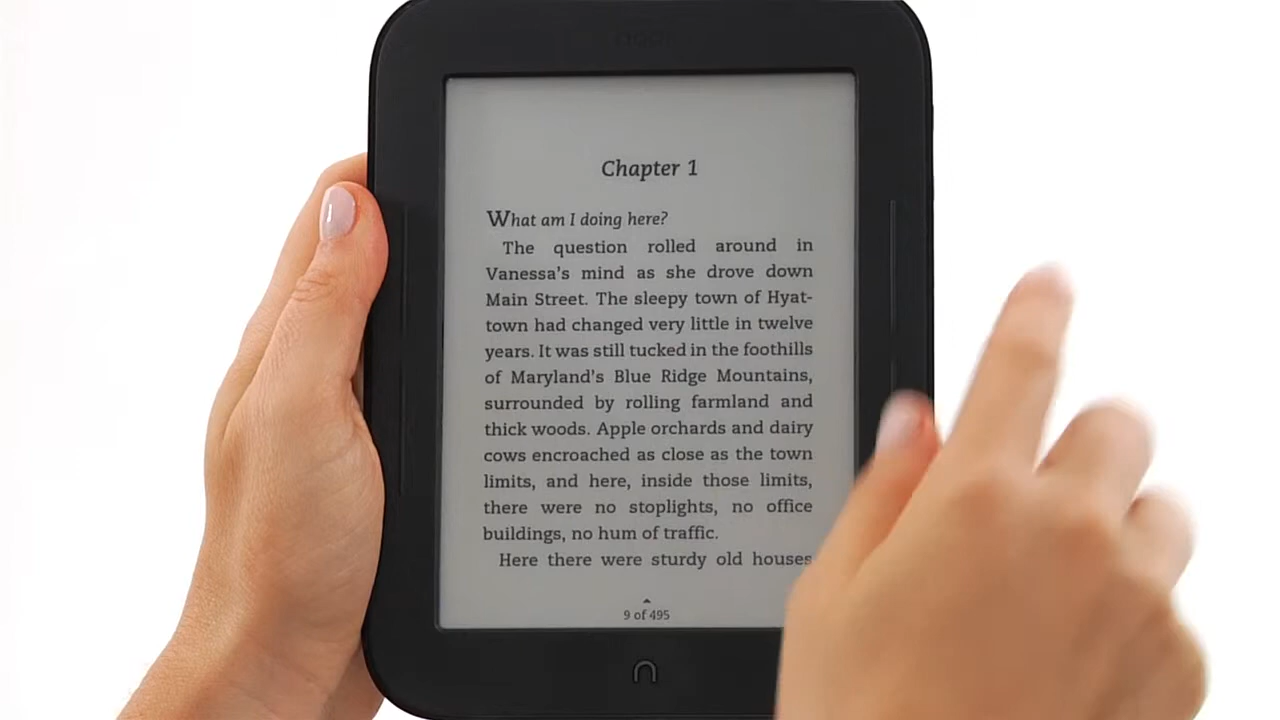 Chapter 1
What am I doing here?
The question rolled around in
Vanessa's mind as she drove down
Main Street. The sleepy town of Hyat-
town had changed very little in twelve
years. It was still tucked in the foothills
of Maryland's Blue Ridge Mountains,
surrounded by rolling farmland and
thick woods. Apple orchards and dairy
cows encroached as close as the town
limits, and here, inside those limits,
there were no stoplights, no office
buildings, no hum of traffic.
Here there were sturdy old houses
9 of 495